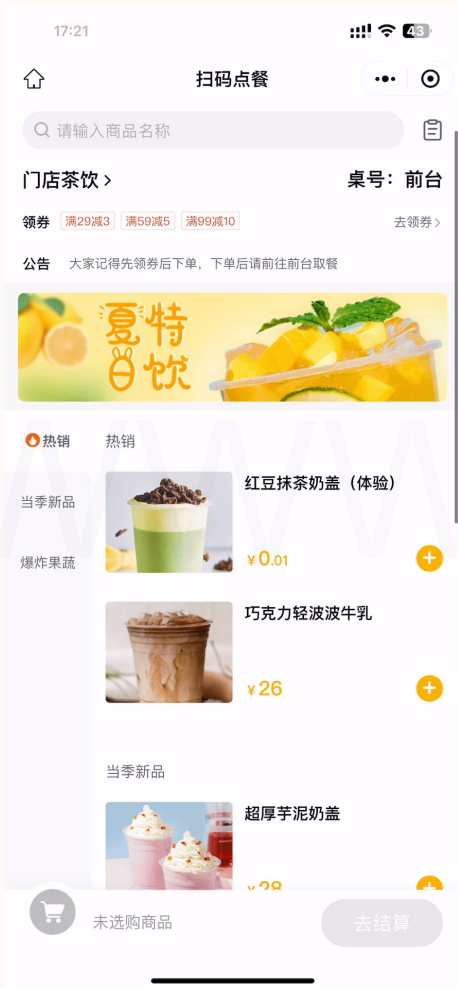 17:21
43
扫码点餐
请输入商品名称
门店茶饮
桌号：前台
领券 满29减3 满59减5 满99减10 去领券
公告 大家记得先领券后下单，下单后请前往前台取餐
夏日特饮
热销
热销
当季新品
爆炸果蔬
红豆抹茶奶盖（体验）
¥0.01
巧克力轻波波牛乳
¥26
当季新品
超厚芋泥奶盖
¥28
未选购商品
去结算